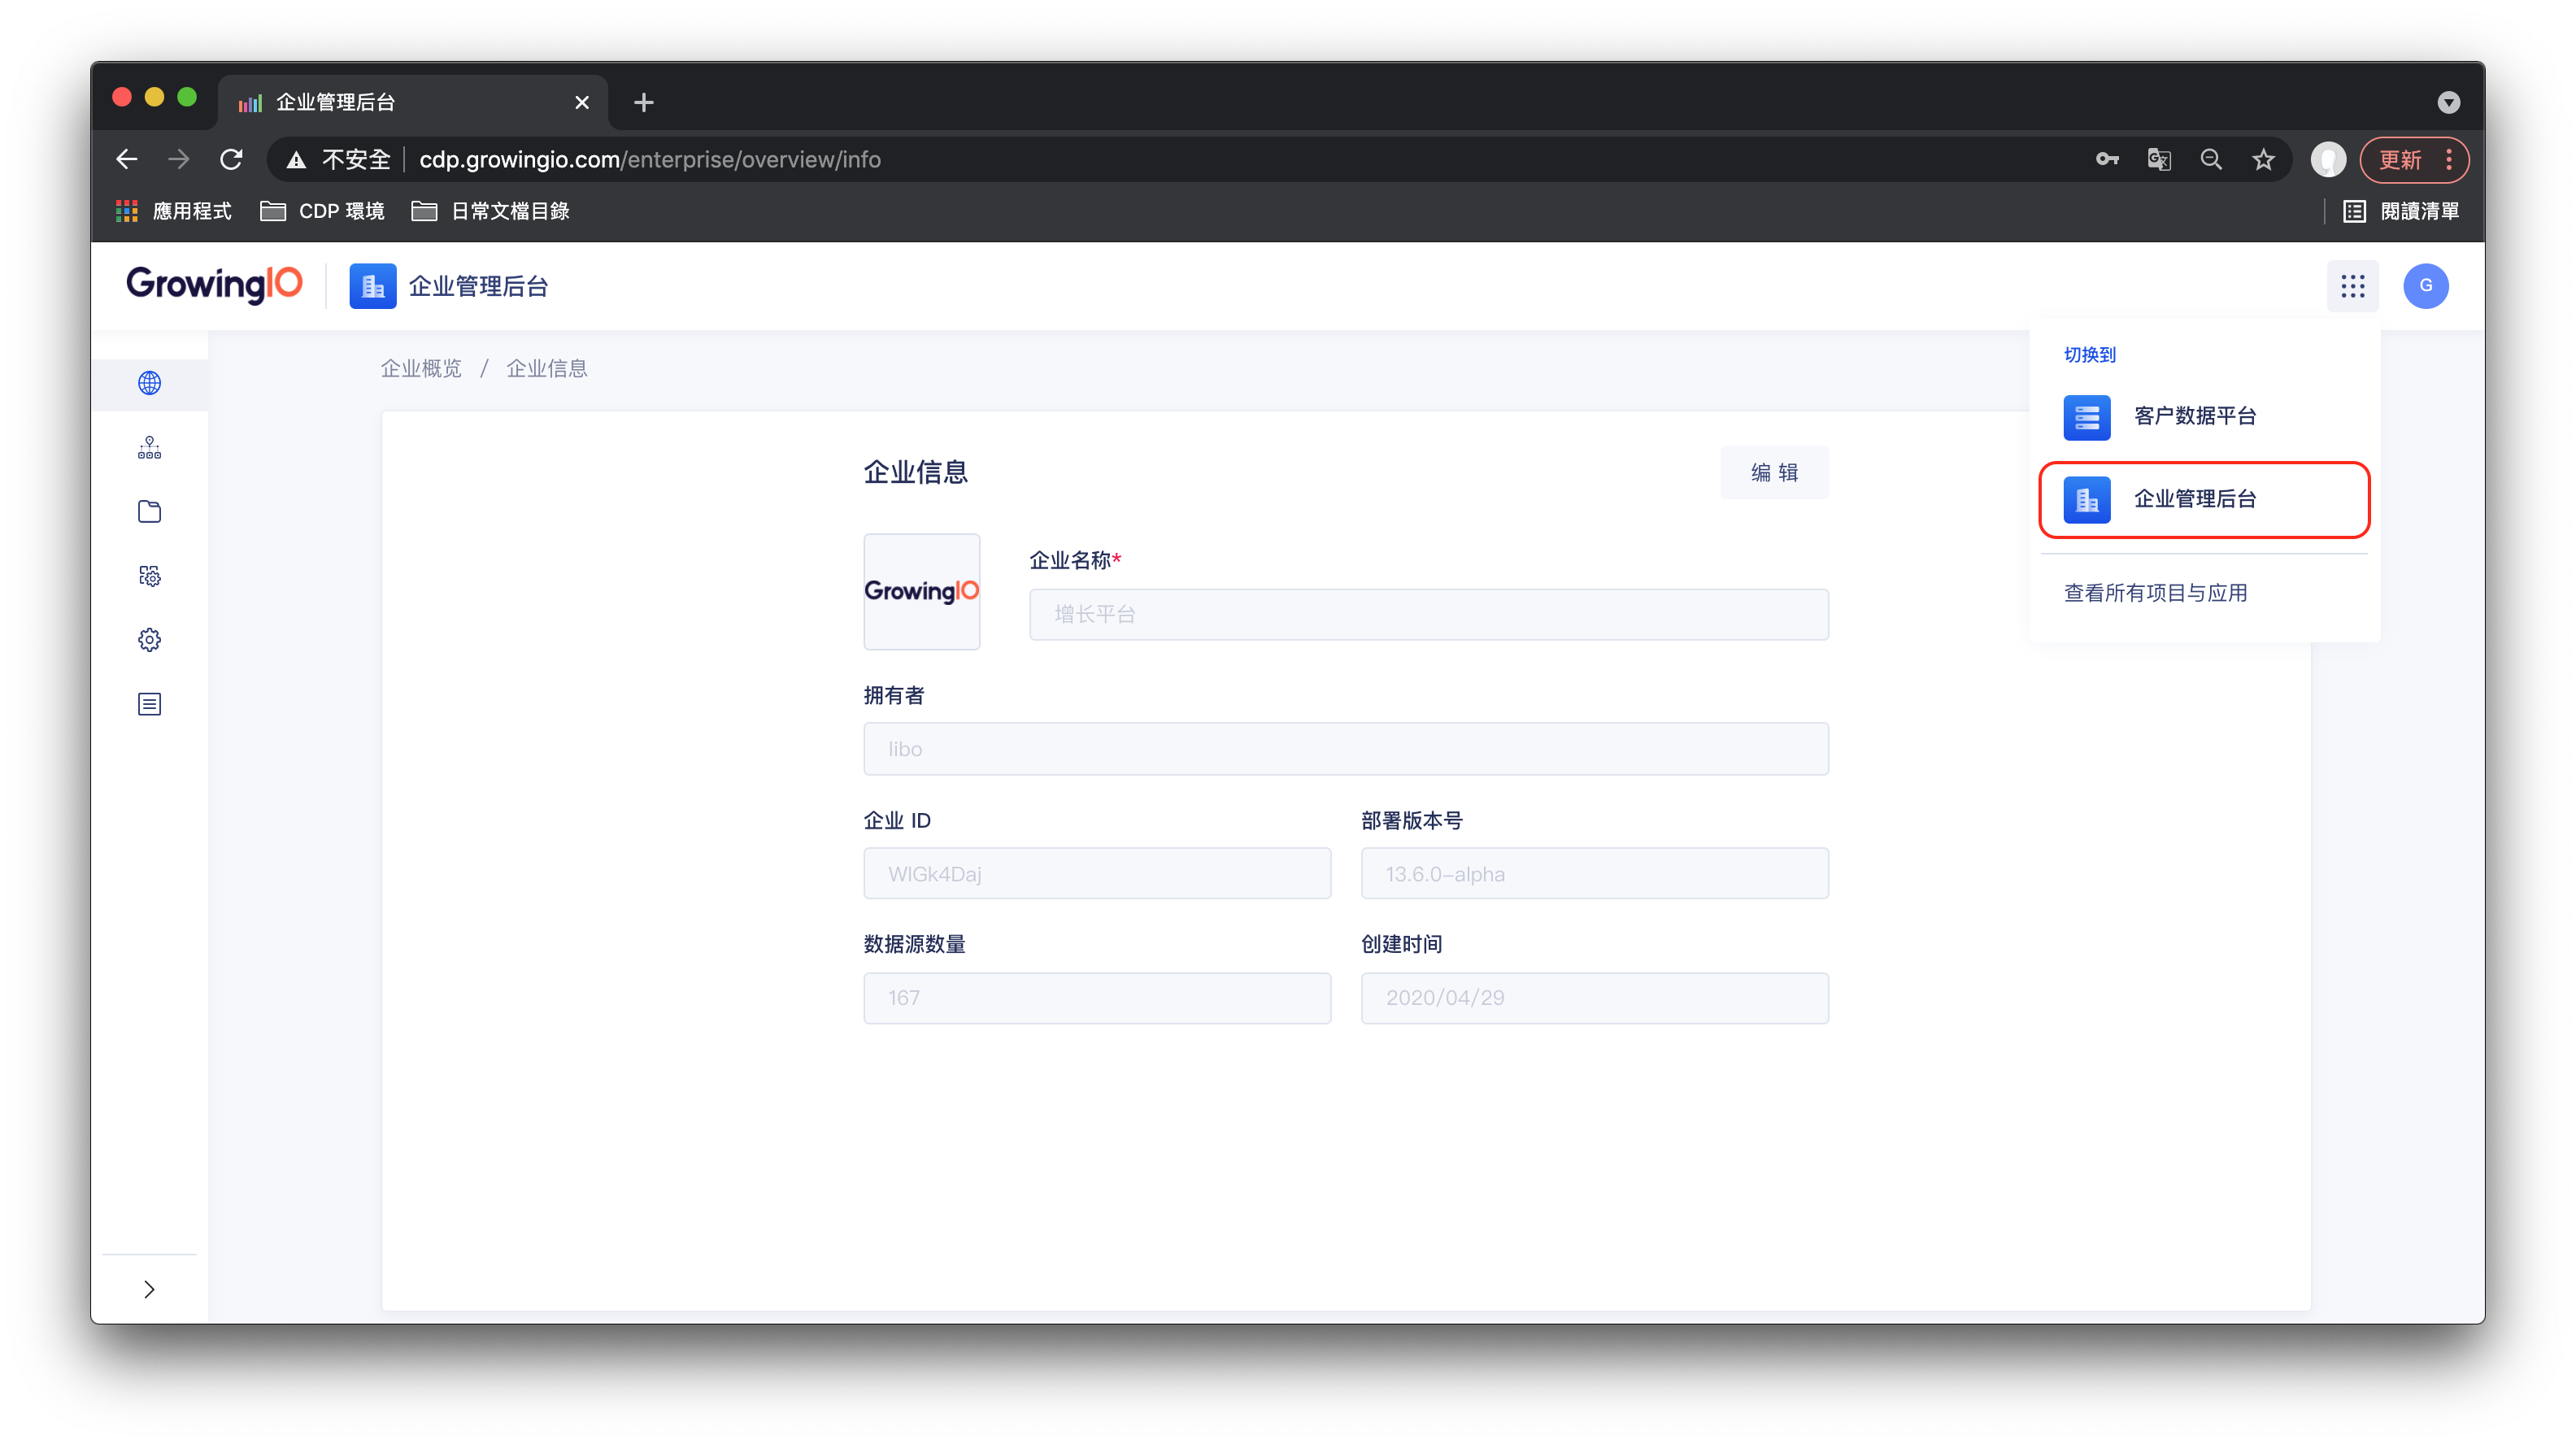 企业管理后台
不安全 | cdp.growingio.com/enterprise/overview/info
更新
應用程式 CDP 環境 日常文檔目錄 閱讀清單
GrowingIO 企业管理后台 G
切换到
客户数据平台
企业管理后台
查看所有项目与应用
企业概览 / 企业信息
企业信息 编 辑
GrowingIO
企业名称*
增长平台
拥有者
libo
企业 ID 部署版本号
WlGk4Daj 13.6.0-alpha
数据源数量 创建时间
167 2020/04/29